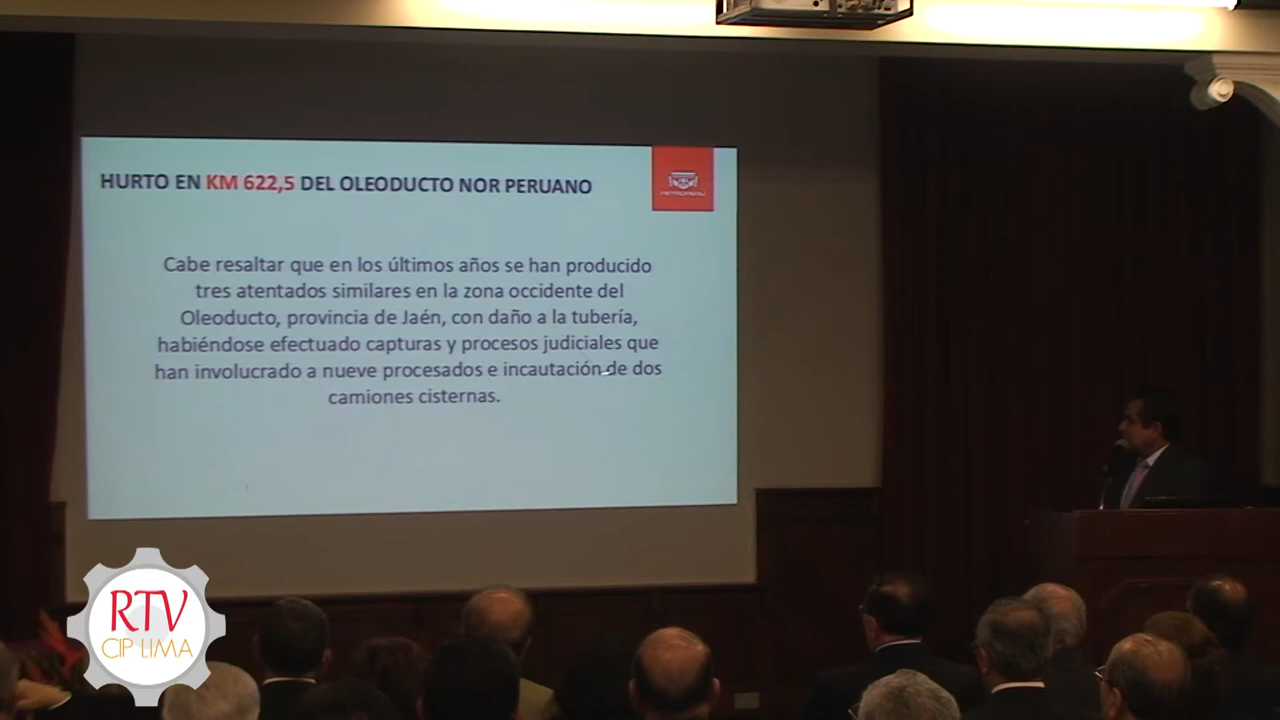 HURTO EN KM 622,5 DEL OLEODUCTO NOR PERUANO
PETROPERU
Cabe resaltar que en los últimos años se han producido
tres atentados similares en la zona occidente del
Oleoducto, provincia de Jaén, con daño a la tubería,
habiéndose efectuado capturas y procesos judiciales que
han involucrado a nueve procesados e incautación de dos
camiones cisternas.
RTV
CIP LIMA